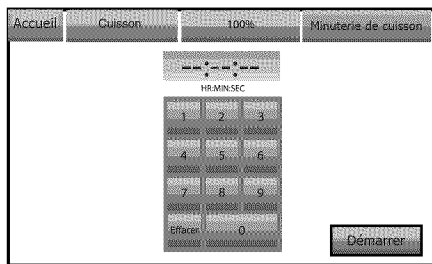 Accueil Cuisson 100% Minuterie de cuisson
--:--:--
HR:MIN:SEC
1 2 3
4 5 6
7 8 9
Effacer 0
Démarrer